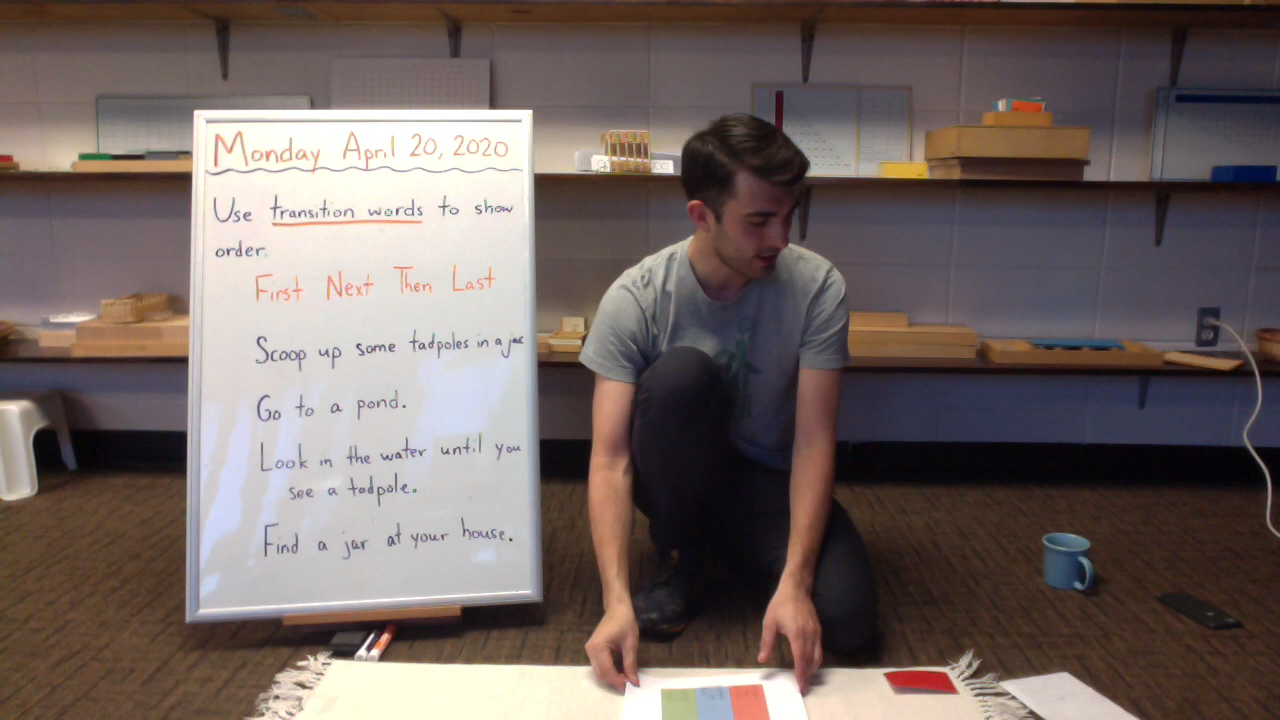 Monday April 20, 2020
Use transition words to show
order.
First Next Then Last
Scoop up some tadpoles in a jar
Go to a pond.
Look in the water until you
see a tadpole.
Find a jar at your house.